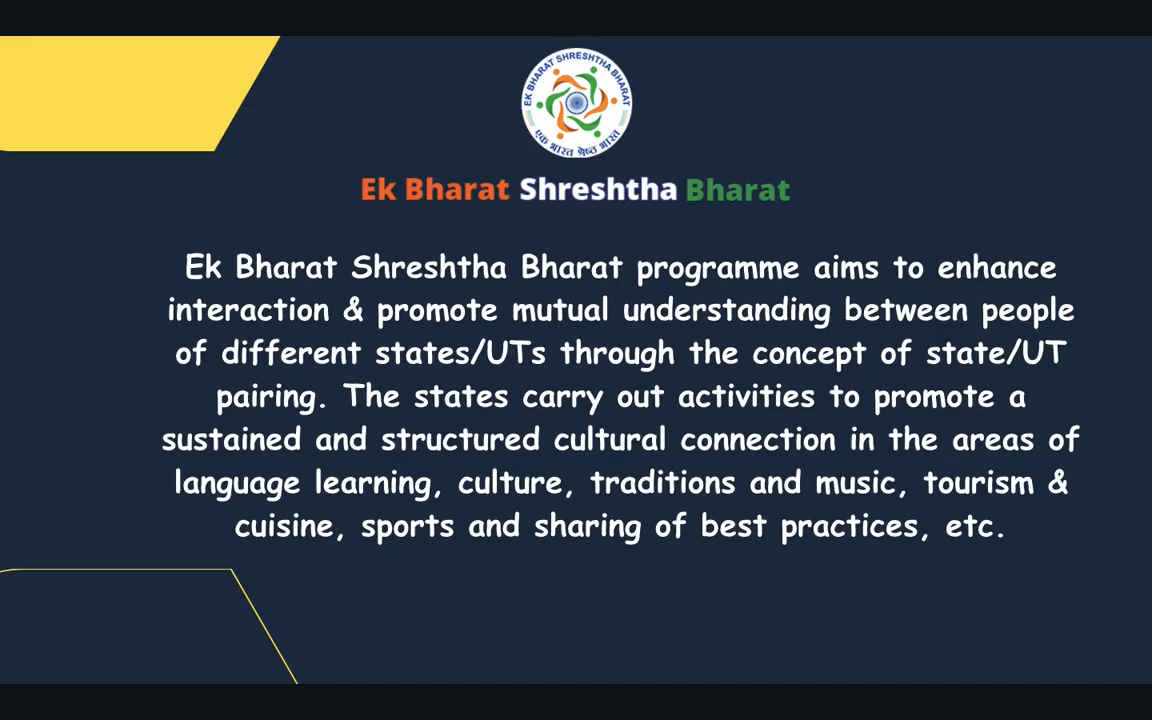 EK BHARAT SHRESHTHA BHARAT
एक भारत श्रेष्ठ भारत
Ek Bharat Shreshtha Bharat
Ek Bharat Shreshtha Bharat programme aims to enhance
interaction & promote mutual understanding between people
of different states/UTs through the concept of state/UT
pairing. The states carry out activities to promote a
sustained and structured cultural connection in the areas of
language learning, culture, traditions and music, tourism &
cuisine, sports and sharing of best practices, etc.